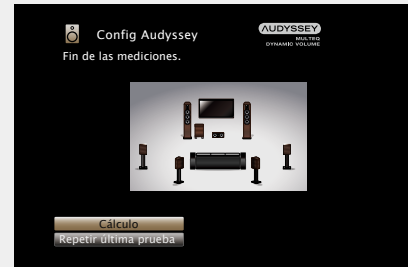 Config Audyssey
AUDYSSEY
MULTEQ
DYNAMIC VOLUME
Fin de las mediciones.
Cálculo
Repetir última prueba